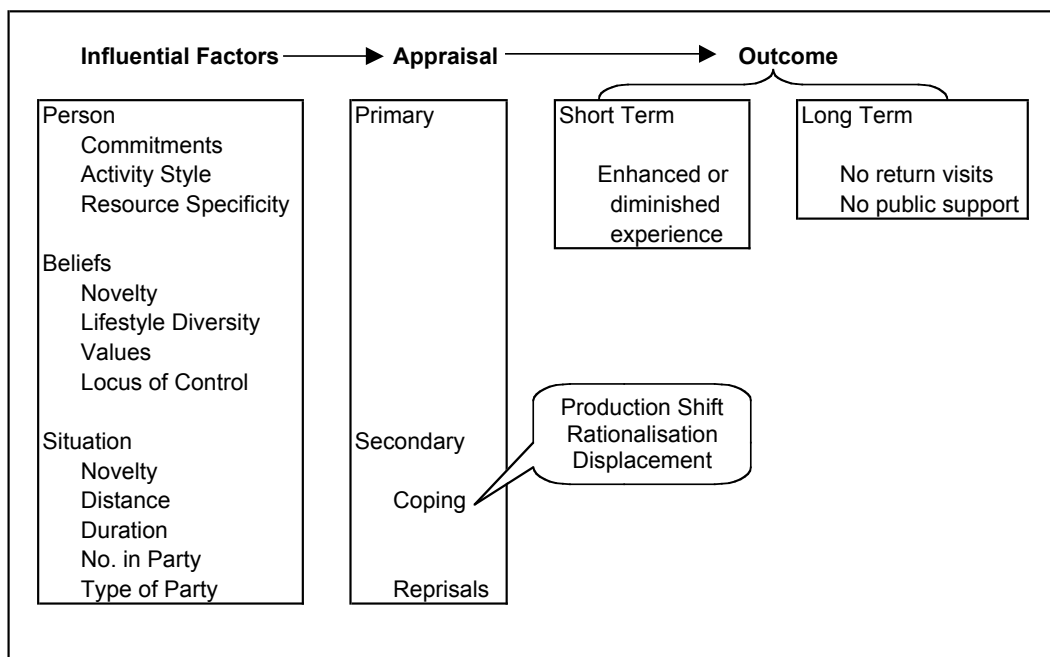 Influential Factors
Appraisal
Outcome
Person
Commitments
Activity Style
Resource Specificity
Beliefs
Novelty
Lifestyle Diversity
Values
Locus of Control
Situation
Novelty
Distance
Duration
No. in Party
Type of Party
Primary
Secondary
Coping
Reprisals
Production Shift
Rationalisation
Displacement
Short Term
Enhanced or
diminished
experience
Long Term
No return visits
No public support